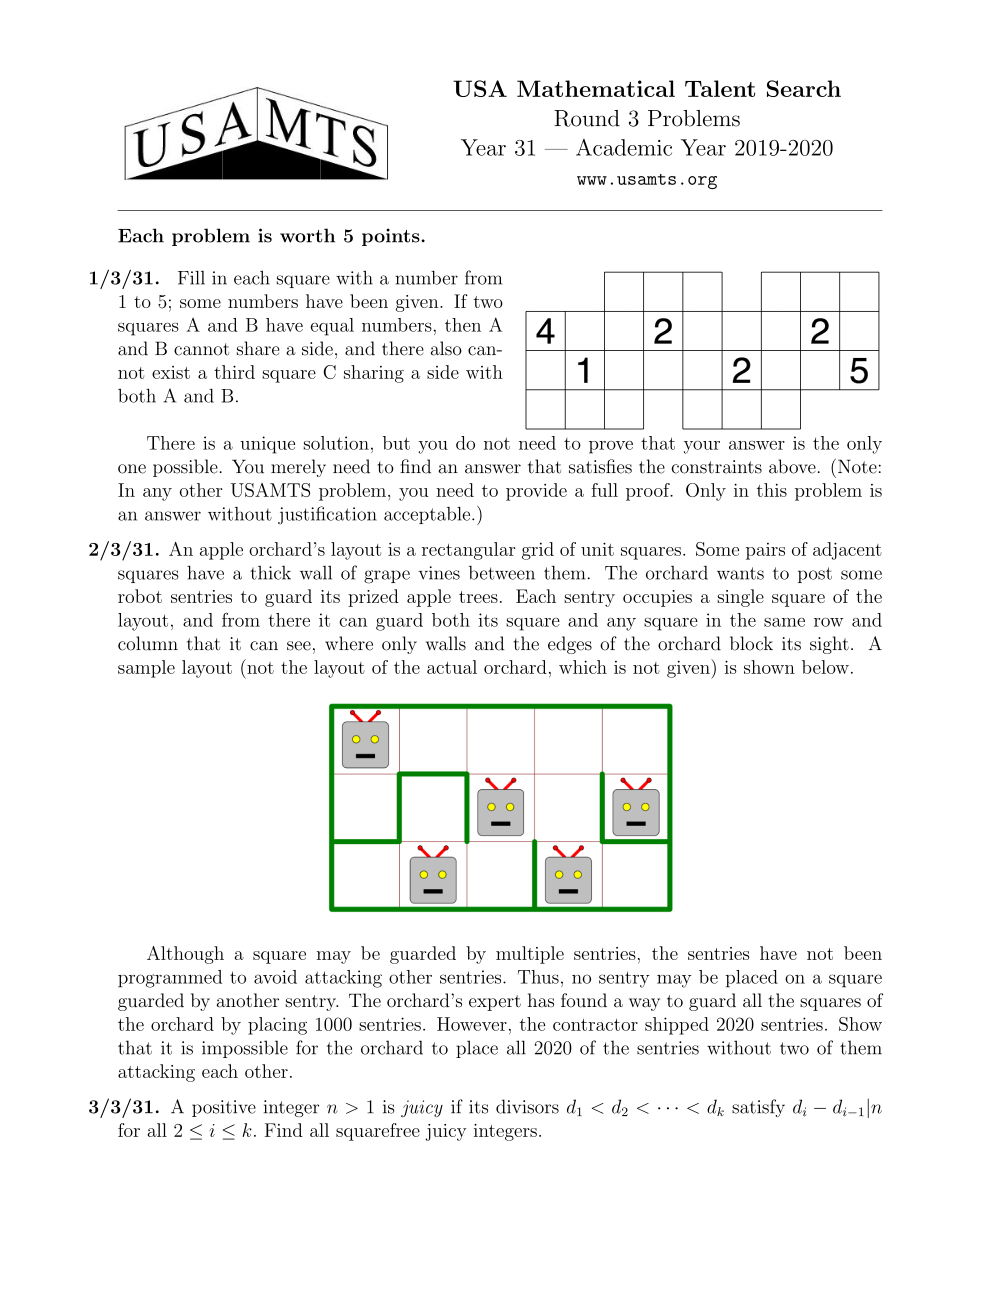 USAMTS
USA Mathematical Talent Search
Round 3 Problems
Year 31 — Academic Year 2019-2020
www.usamts.org
Each problem is worth 5 points.
1/3/31. Fill in each square with a number from
1 to 5; some numbers have been given. If two
squares A and B have equal numbers, then A
and B cannot share a side, and there also can-
not exist a third square C sharing a side with
both A and B.
4 2 2
1 2 5
There is a unique solution, but you do not need to prove that your answer is the only
one possible. You merely need to find an answer that satisfies the constraints above. (Note:
In any other USAMTS problem, you need to provide a full proof. Only in this problem is
an answer without justification acceptable.)
2/3/31. An apple orchard's layout is a rectangular grid of unit squares. Some pairs of adjacent
squares have a thick wall of grape vines between them. The orchard wants to post some
robot sentries to guard its prized apple trees. Each sentry occupies a single square of the
layout, and from there it can guard both its square and any square in the same row and
column that it can see, where only walls and the edges of the orchard block its sight. A
sample layout (not the layout of the actual orchard, which is not given) is shown below.
Although a square may be guarded by multiple sentries, the sentries have not been
programmed to avoid attacking other sentries. Thus, no sentry may be placed on a square
guarded by another sentry. The orchard's expert has found a way to guard all the squares of
the orchard by placing 1000 sentries. However, the contractor shipped 2020 sentries. Show
that it is impossible for the orchard to place all 2020 of the sentries without two of them
attacking each other.
3/3/31. A positive integer n > 1 is juicy if its divisors d₁ < d₂ < ··· < dₖ satisfy dᵢ − dᵢ₋₁|n
for all 2 ≤ i ≤ k. Find all squarefree juicy integers.